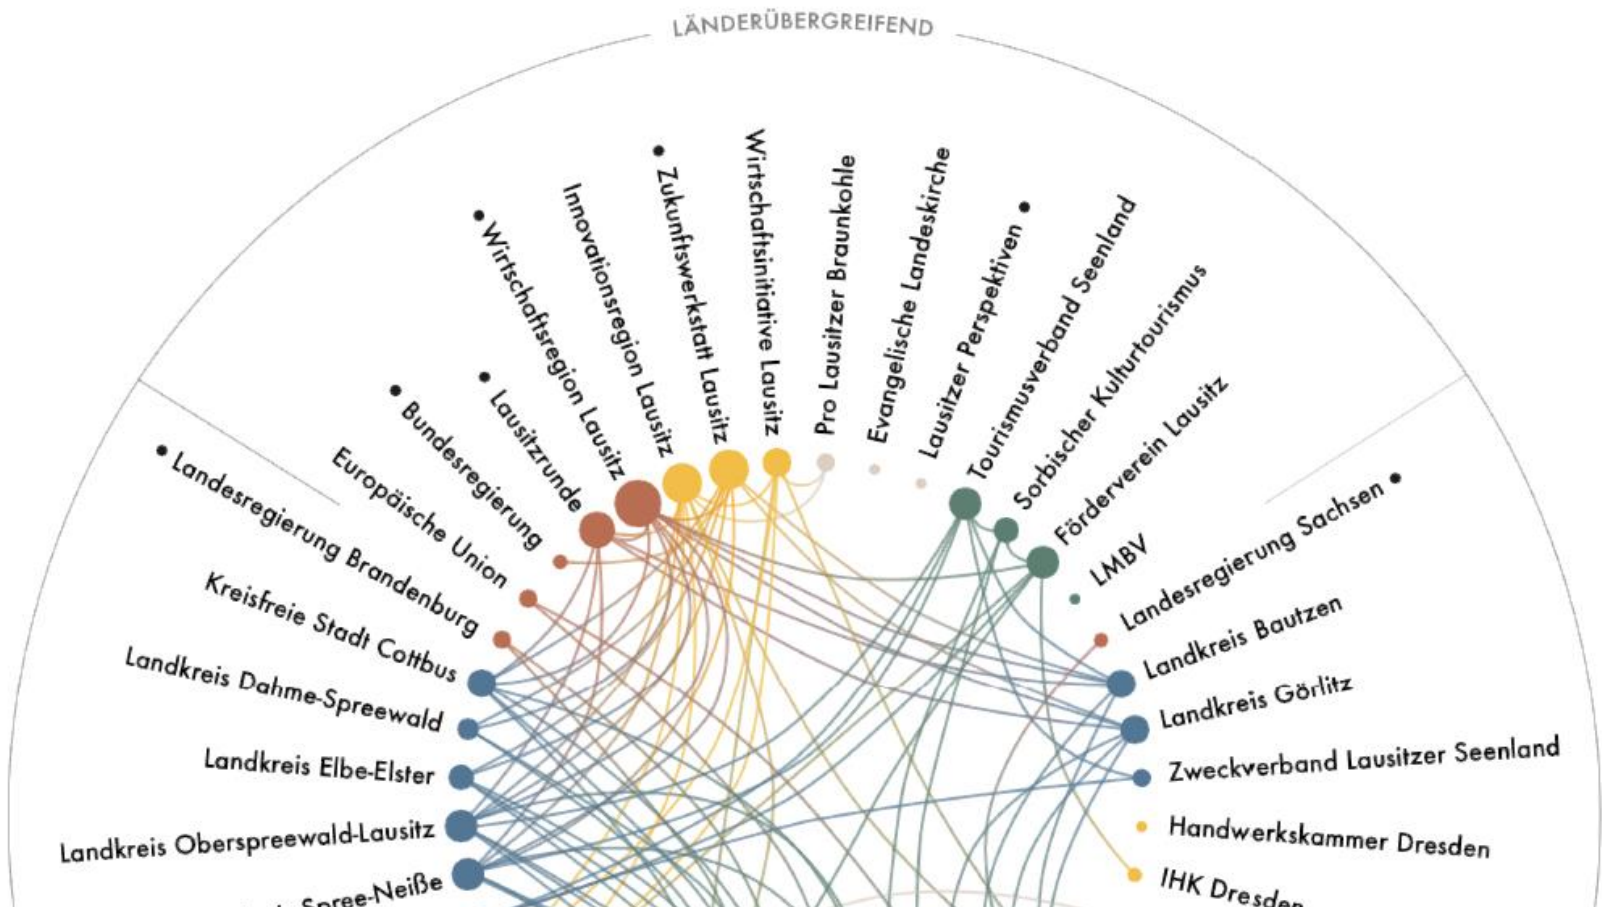 LÄNDERÜBERGREIFEND
Landkreis Oberspreewald-Lausitz
Landkreis Elbe-Elster
Landkreis Dahme-Spreewald
Kreisfreie Stadt Cottbus
Landesregierung Brandenburg
Europäische Union
Bundesregierung
Lausitzrunde
Wirtschaftsregion Lausitz
Innovationsregion Lausitz
Zukunftswerkstatt Lausitz
Wirtschaftsinitiative Lausitz
Pro Lausitzer Braunkohle
Evangelische Landeskirche
Lausitzer Perspektiven
Tourismusverband Seenland
Sorbischer Kulturtourismus
Förderverein Lausitz
LMBV
Landesregierung Sachsen
Landkreis Bautzen
Landkreis Görlitz
Zweckverband Lausitzer Seenland
Handwerkskammer Dresden
IHK Dresden
Spree-Neiße